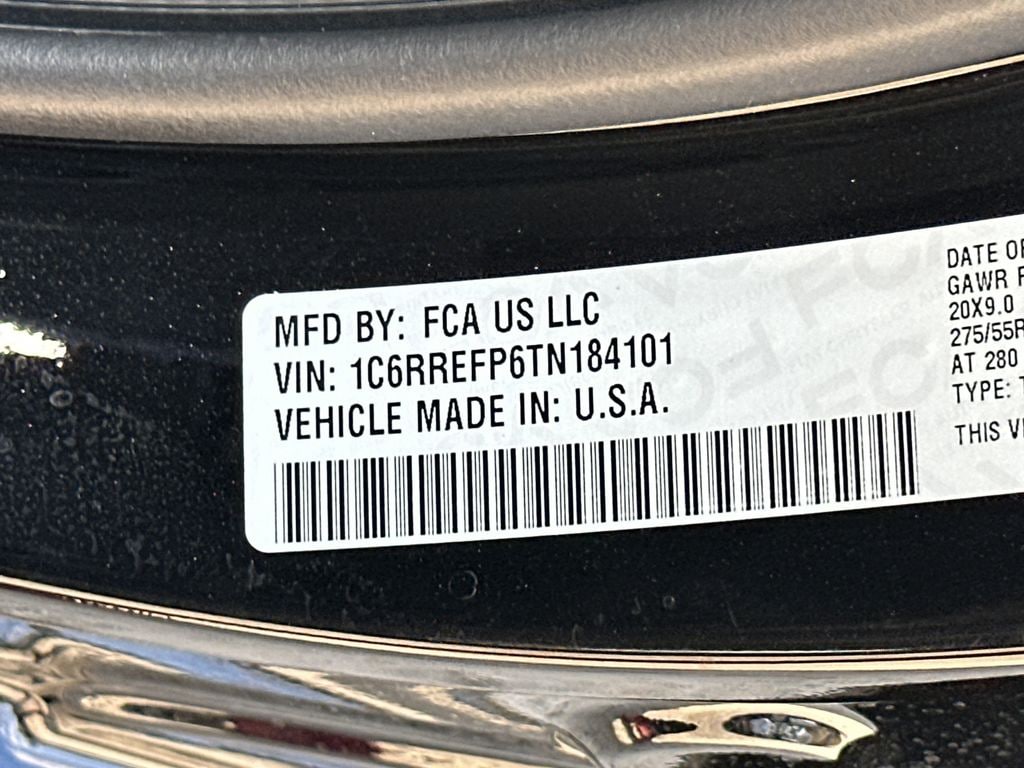 MFD BY: FCA US LLC
VIN: 1C6RREFP6TN184101
VEHICLE MADE IN: U.S.A.
DATE OF
GAWR F
20X9.0
275/55R
AT 280
TYPE: T
THIS VE